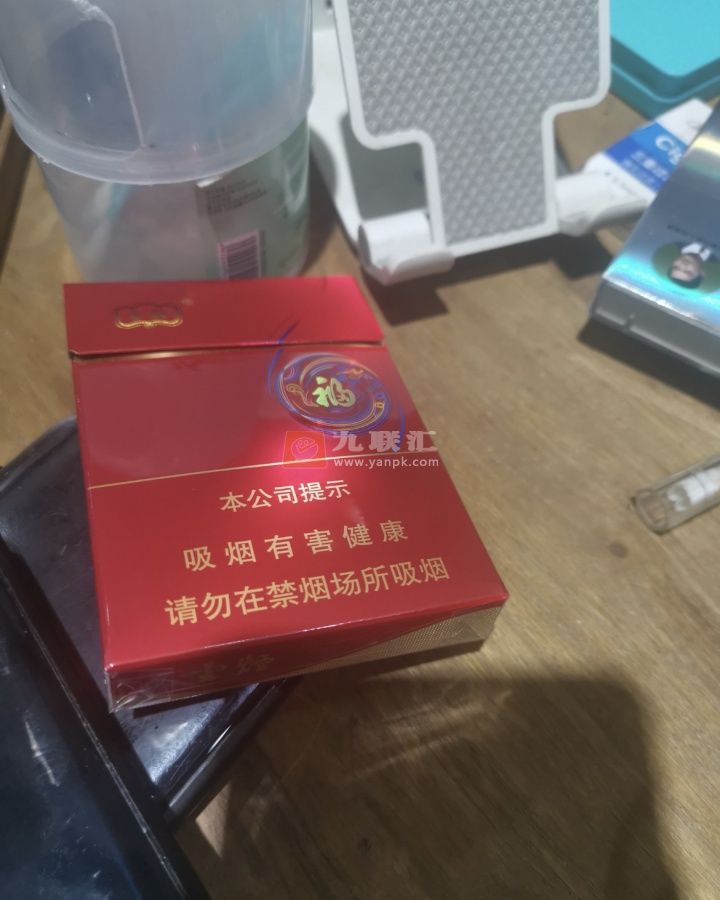 福
九联汇
www.yanpk.com
本公司提示
吸烟有害健康
请勿在禁烟场所吸烟